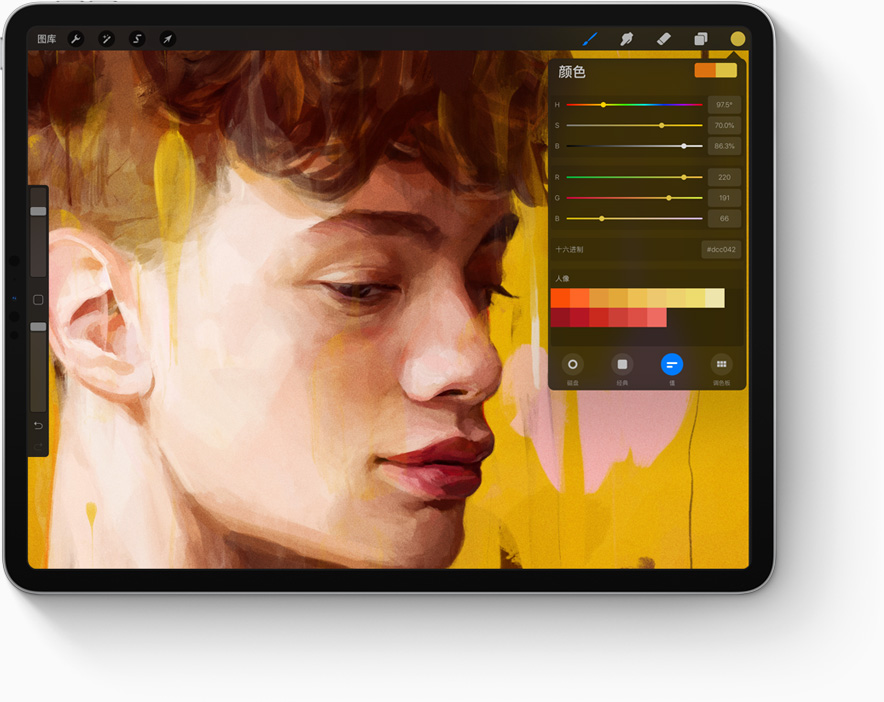 图库
颜色
H 97.5°
S 70.0%
B 86.3%
R 220
G 191
B 66
十六进制 #dcc042
人像
磁盘 经典 值 调色板